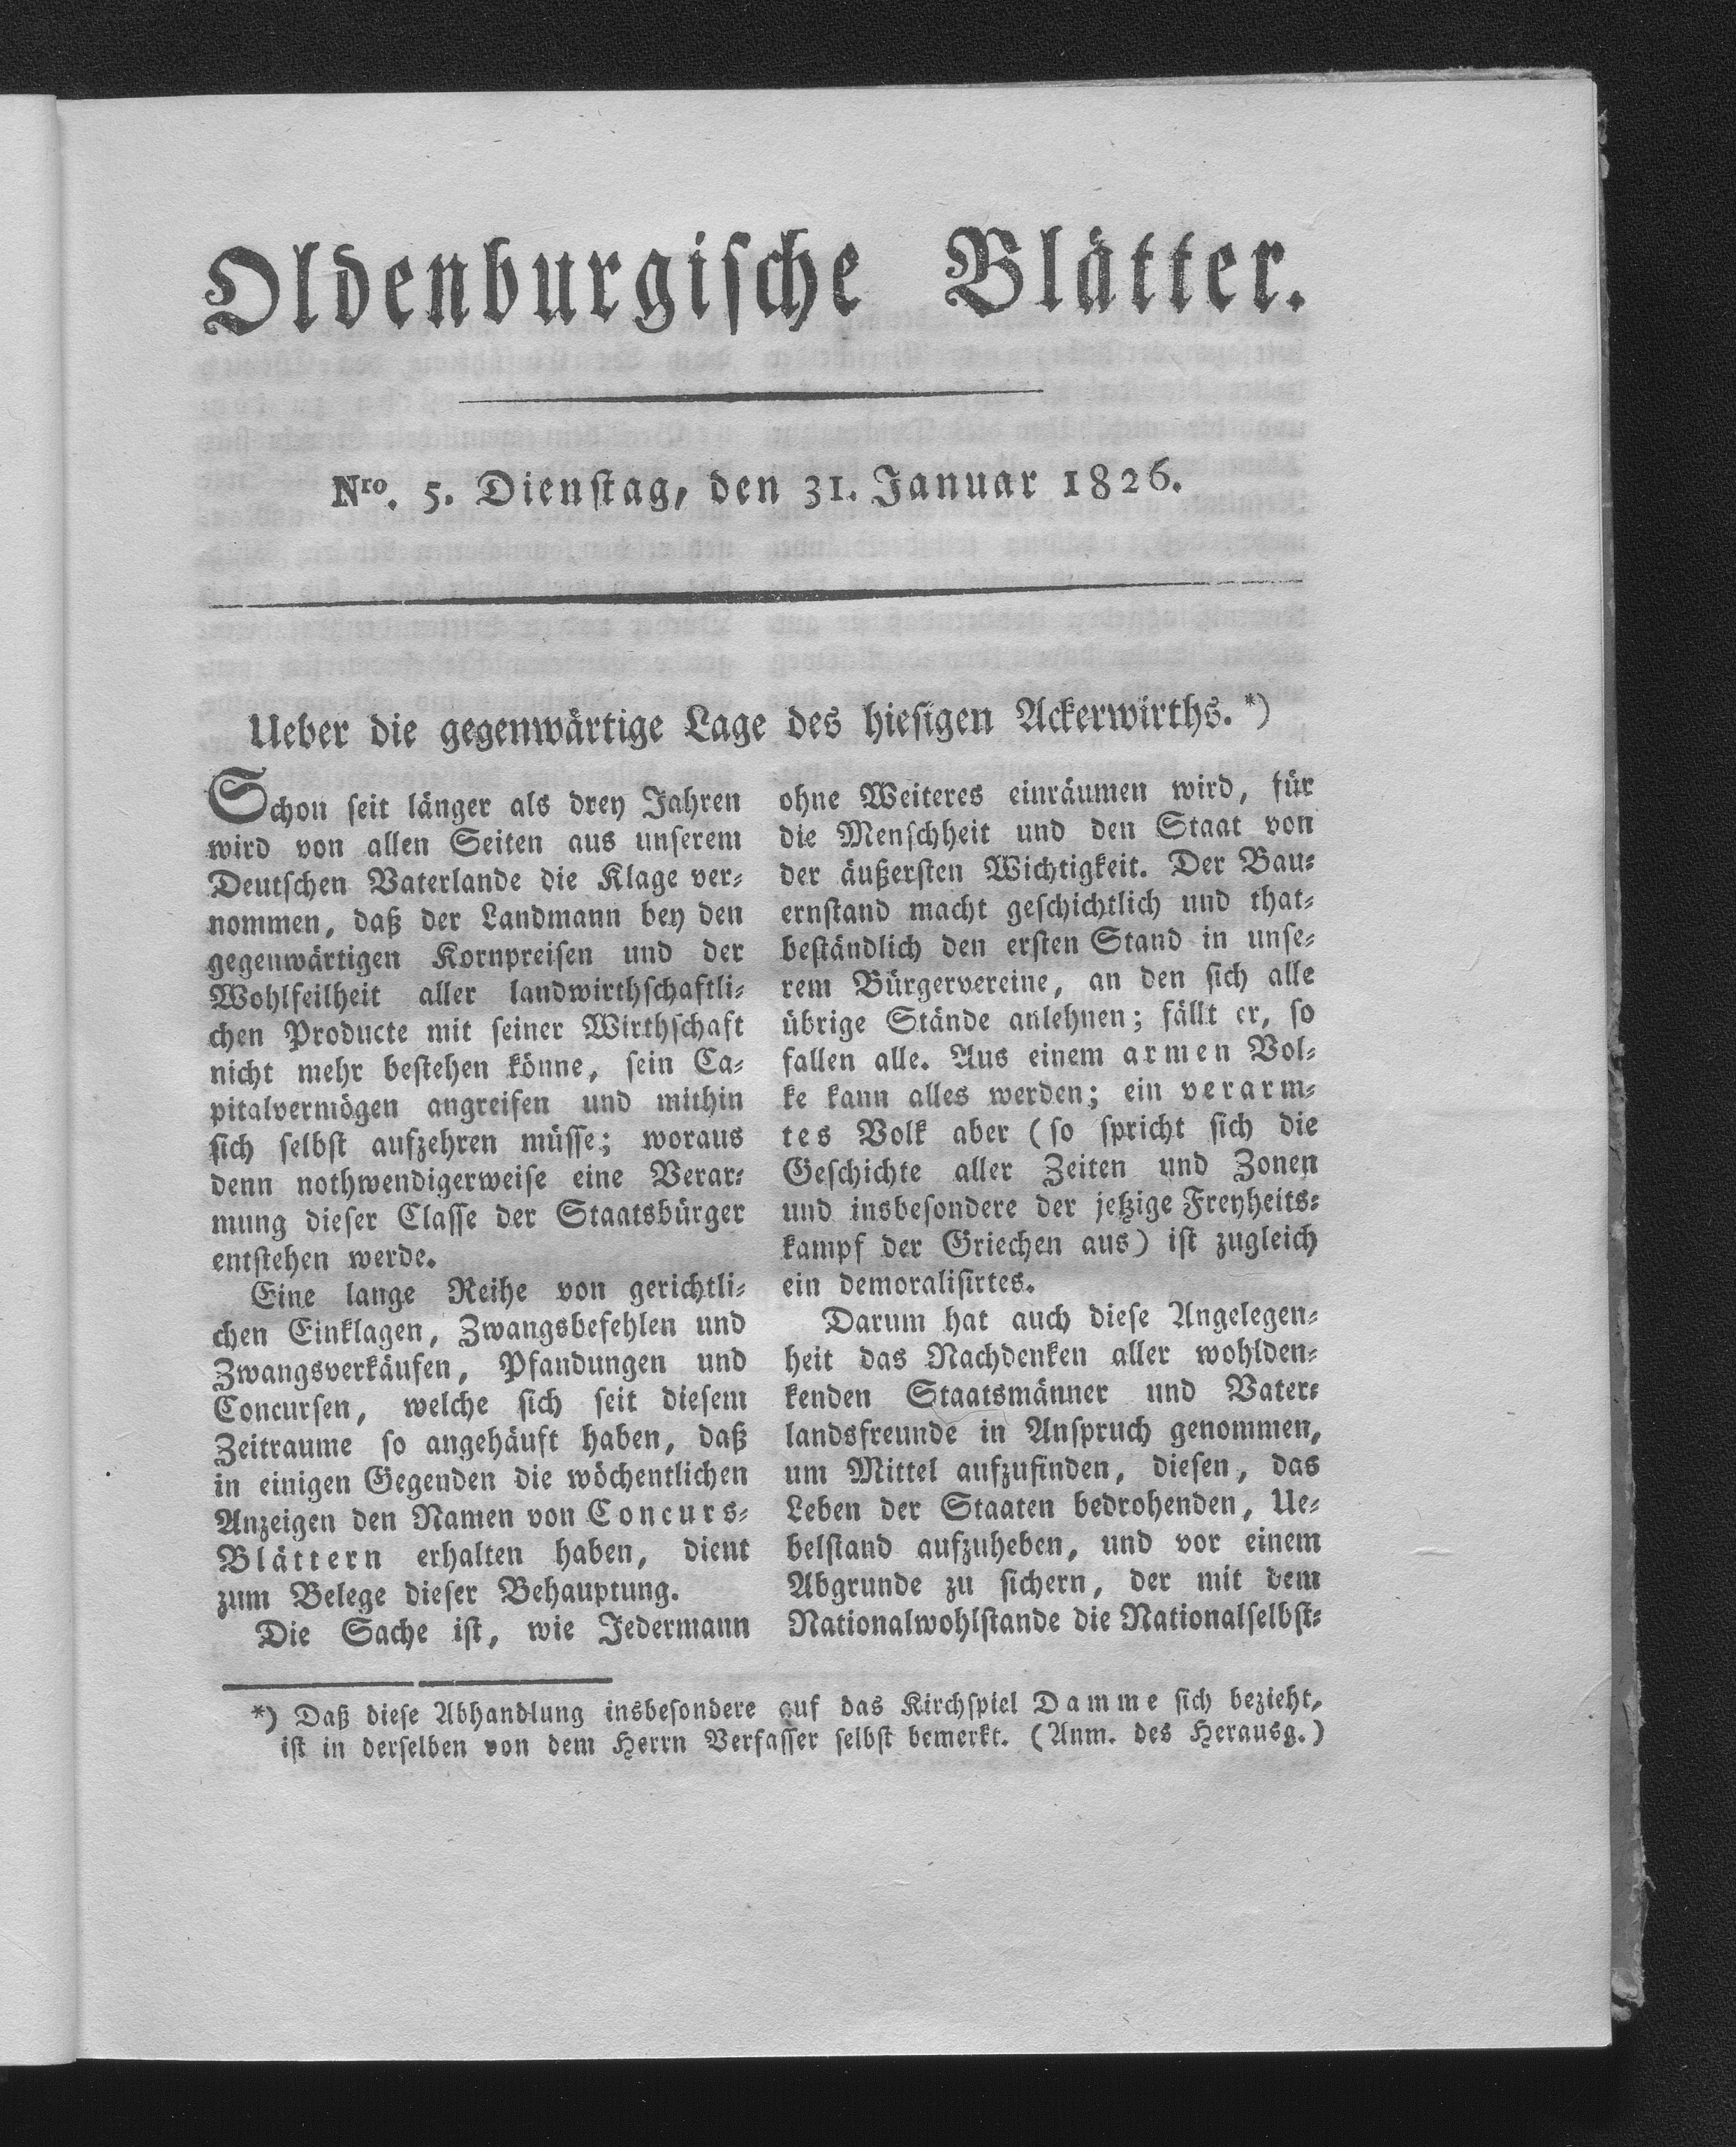 Oldenburgische Blätter.
Nro. 5. Dienstag, den 31. Januar 1826.
Ueber die gegenwärtige Lage des hiesigen Ackerwirths. *)
Schon seit länger als drey Jahren
wird von allen Seiten aus unserem
Deutschen Vaterlande die Klage ver-
nommen, daß der Landmann bey den
gegenwärtigen Kornpreisen und der
Wohlfeilheit aller landwirthschaftli-
chen Producte mit seiner Wirthschaft
nicht mehr bestehen könne, sein Ca-
pitalvermögen angreifen und mithin
sich selbst aufzehren müsse; woraus
denn nothwendigerweise eine Verar-
mung dieser Classe der Staatsbürger
entstehen werde.
Eine lange Reihe von gerichtli-
chen Einklagen, Zwangsbefehlen und
Zwangsverkäufen, Pfandungen und
Concursen, welche sich seit diesem
Zeitraume so angehäuft haben, daß
in einigen Gegenden die wöchentlichen
Anzeigen den Namen von Concurs-
Blättern erhalten haben, dient
zum Belege dieser Behauptung.
Die Sache ist, wie Jedermann
ohne Weiteres einräumen wird, für
die Menschheit und den Staat von
der äußersten Wichtigkeit. Der Bau-
ernstand macht geschichtlich und that-
beständlich den ersten Stand in unse-
rem Bürgervereine, an den sich alle
übrige Stände anlehnen; fällt er, so
fallen alle. Aus einem armen Vol-
ke kann alles werden; ein verarm-
tes Volk aber (so spricht sich die
Geschichte aller Zeiten und Zonen
und insbesondere der jetzige Freyheits-
kampf der Griechen aus) ist zugleich
ein demoralisirtes.
Darum hat auch diese Angelegen-
heit das Nachdenken aller wohlden-
kenden Staatsmänner und Vater-
landsfreunde in Anspruch genommen,
um Mittel aufzufinden, diesen, das
Leben der Staaten bedrohenden, Ue-
belstand aufzuheben, und vor einem
Abgrunde zu sichern, der mit dem
Nationalwohlstande die Nationalselbst-
*) Daß diese Abhandlung insbesondere auf das Kirchspiel Damme sich bezieht,
ist in derselben von dem Herrn Verfasser selbst bemerkt. (Anm. des Herausg.)